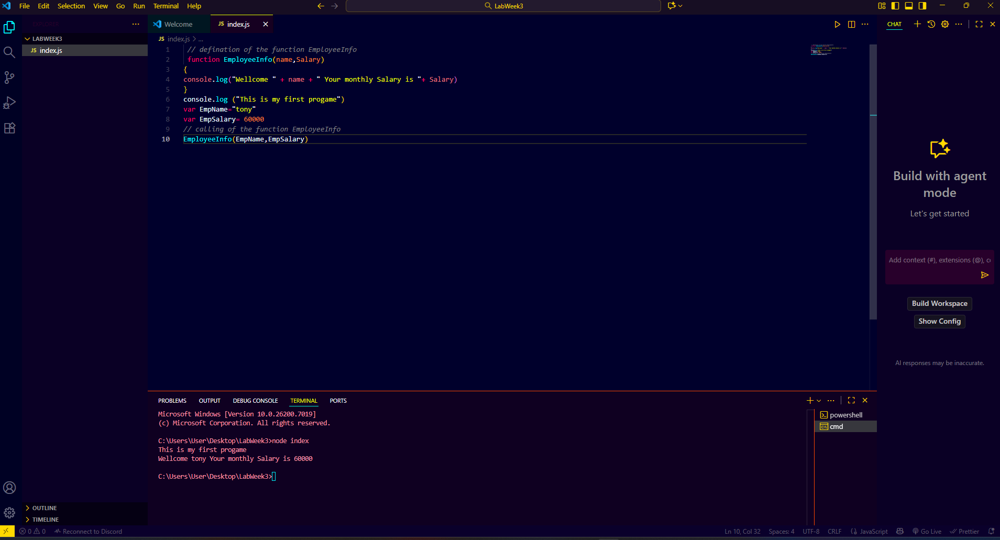 File Edit Selection View Go Run Terminal Help
LabWeek3
EXPLORER
LABWEEK3
JS index.js
Welcome
JS index.js
JS index.js > ...
1 // defination of the function EmployeeInfo
2 function EmployeeInfo(name,Salary)
3 {
4 console.log("Wellcome " + name + " Your monthly Salary is "+ Salary)
5 }
6 console.log ("This is my first progame")
7 var EmpName="tony"
8 var EmpSalary= 60000
9 // calling of the function EmployeeInfo
10 EmployeeInfo(EmpName,EmpSalary)
CHAT
Build with agent
mode
Let's get started
Add context (#), extensions (@), co
Build Workspace
Show Config
AI responses may be inaccurate.
PROBLEMS OUTPUT DEBUG CONSOLE TERMINAL PORTS
Microsoft Windows [Version 10.0.26200.7019]
(c) Microsoft Corporation. All rights reserved.
C:\Users\User\Desktop\LabWeek3>node index
This is my first progame
Wellcome tony Your monthly Salary is 60000
C:\Users\User\Desktop\LabWeek3>
powershell
cmd
OUTLINE
TIMELINE
0 0 Reconnect to Discord
Ln 10, Col 32 Spaces: 4 UTF-8 CRLF {} JavaScript Go Live Prettier